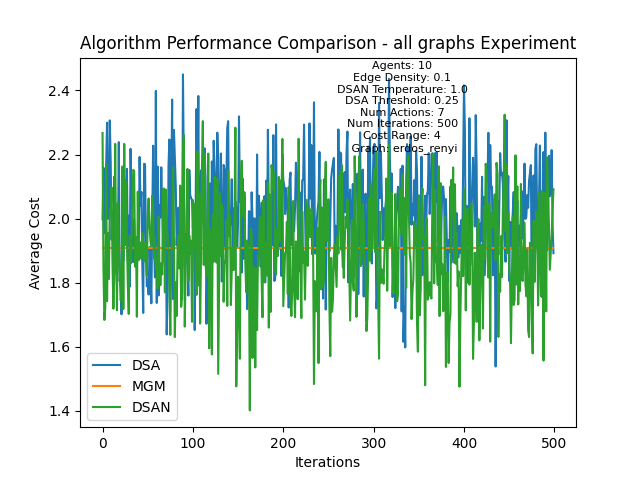 Algorithm Performance Comparison - all graphs Experiment
Agents: 10
Edge Density: 0.1
DSAN Temperature: 1.0
DSA Threshold: 0.25
Num Actions: 7
Num Iterations: 500
Cost Range: 4
Graph: erdos_renyi
2.4
2.2
2.0
1.8
1.6
1.4
Average Cost
DSA
MGM
DSAN
0
100
200
300
400
500
Iterations